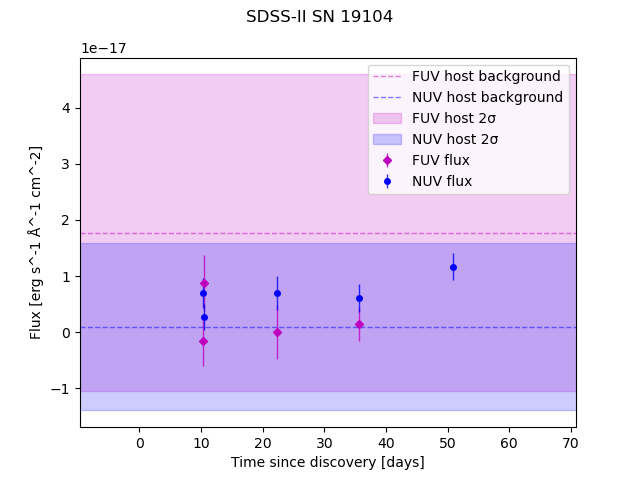 SDSS-II SN 19104
1e−17
FUV host background
NUV host background
FUV host 2σ
NUV host 2σ
FUV flux
NUV flux
4
3
2
1
0
−1
Flux [erg s^-1 Å^-1 cm^-2]
0 10 20 30 40 50 60 70
Time since discovery [days]